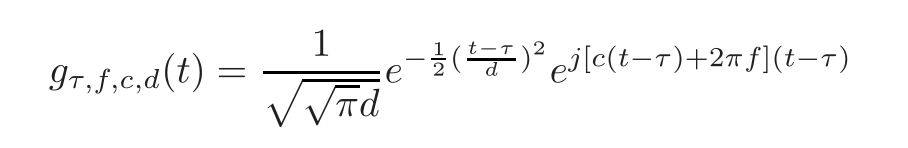 g_{τ,f,c,d}(t) = \frac{1}{\sqrt{\sqrt{π}d}} e^{-\frac{1}{2}(\frac{t-τ}{d})^2} e^{j[c(t-τ)+2πf](t-τ)}